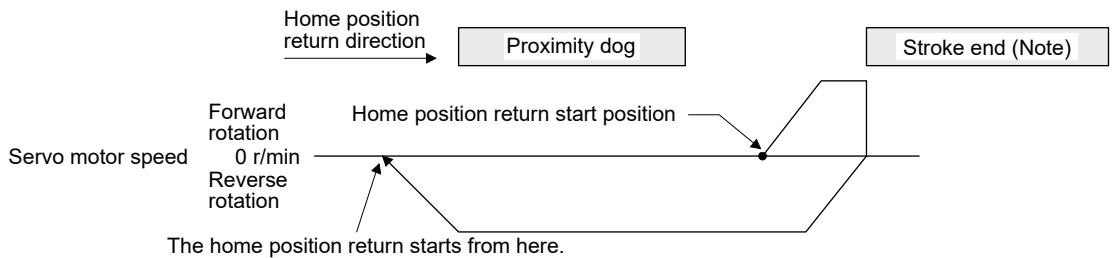 Home position
return direction
Proximity dog
Stroke end (Note)
Forward
rotation
Home position return start position
Servo motor speed 0 r/min
Reverse
rotation
The home position return starts from here.